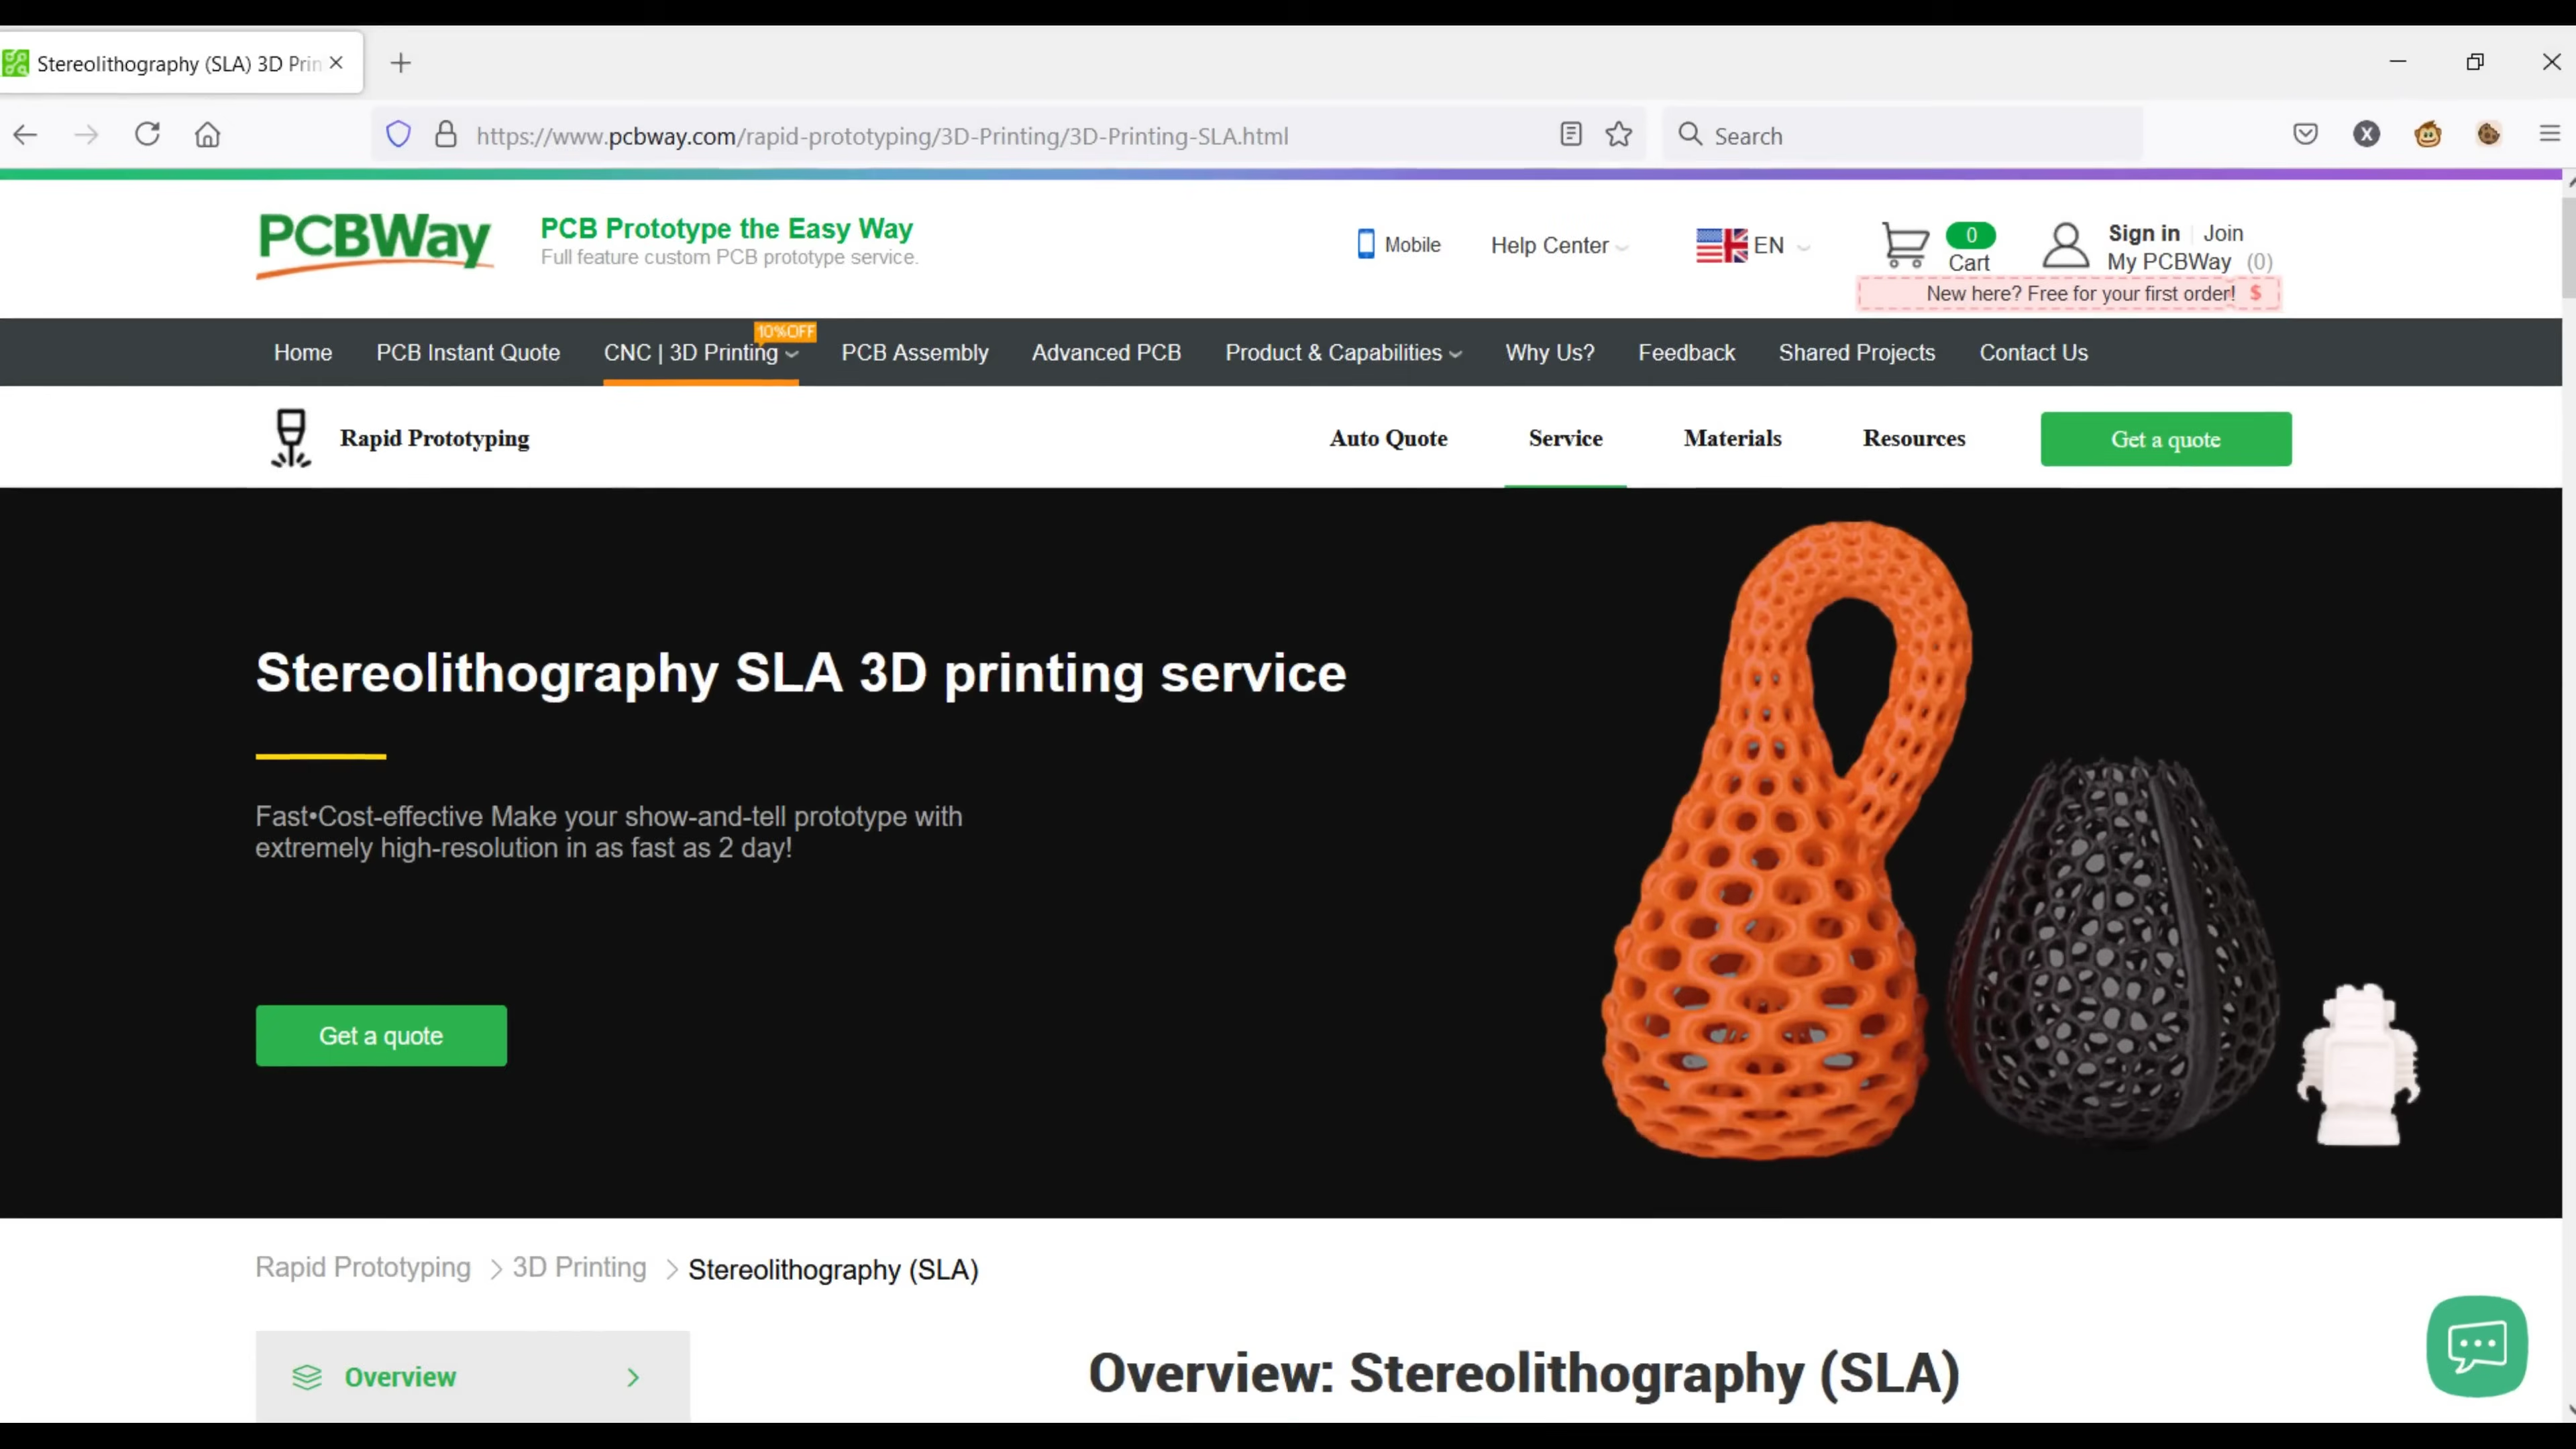 Stereolithography (SLA) 3D Prin
https://www.pcbway.com/rapid-prototyping/3D-Printing/3D-Printing-SLA.html
Search
PCBWay
PCB Prototype the Easy Way
Full feature custom PCB prototype service.
Mobile
Help Center
EN
0
Cart
Sign in
Join
My PCBWay (0)
New here? Free for your first order! $
Home
PCB Instant Quote
CNC | 3D Printing
10%OFF
PCB Assembly
Advanced PCB
Product & Capabilities
Why Us?
Feedback
Shared Projects
Contact Us
Rapid Prototyping
Auto Quote
Service
Materials
Resources
Get a quote
Stereolithography SLA 3D printing service
Fast•Cost-effective Make your show-and-tell prototype with
extremely high-resolution in as fast as 2 day!
Get a quote
Rapid Prototyping > 3D Printing > Stereolithography (SLA)
Overview
Overview: Stereolithography (SLA)